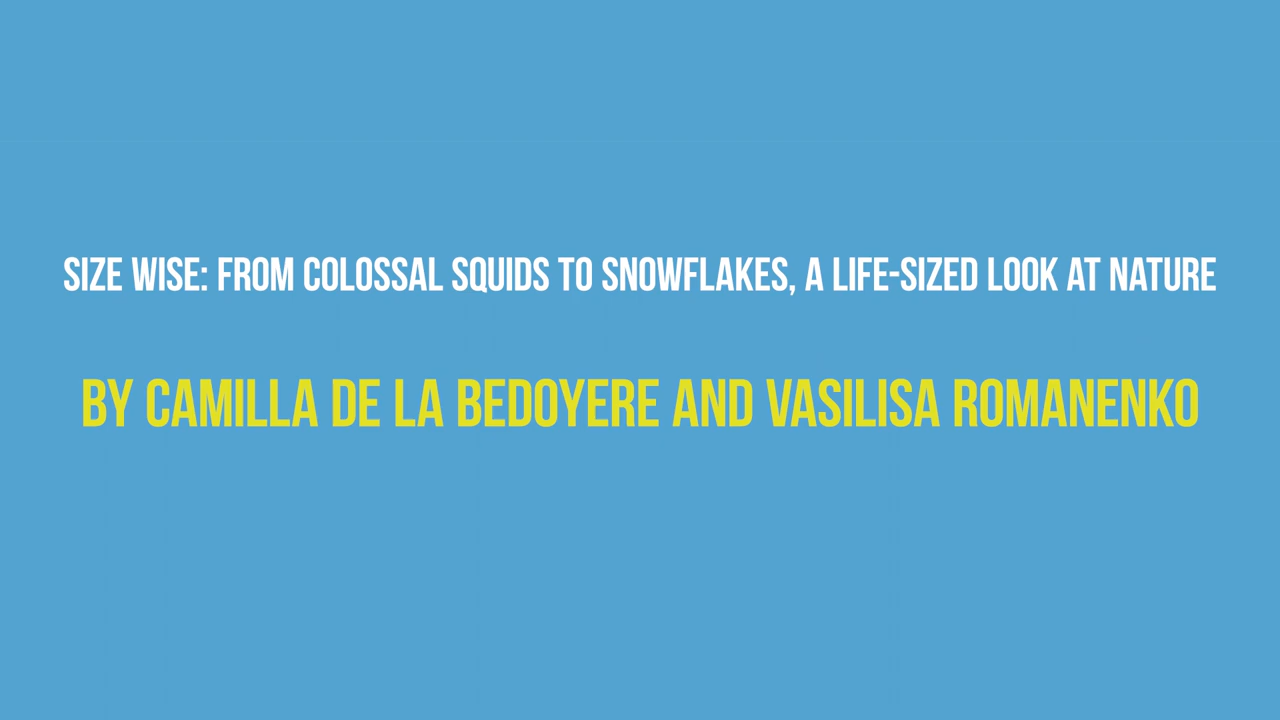 SIZE WISE: FROM COLOSSAL SQUIDS TO SNOWFLAKES, A LIFE-SIZED LOOK AT NATURE
BY CAMILLA DE LA BEDOYERE AND VASILISA ROMANENKO